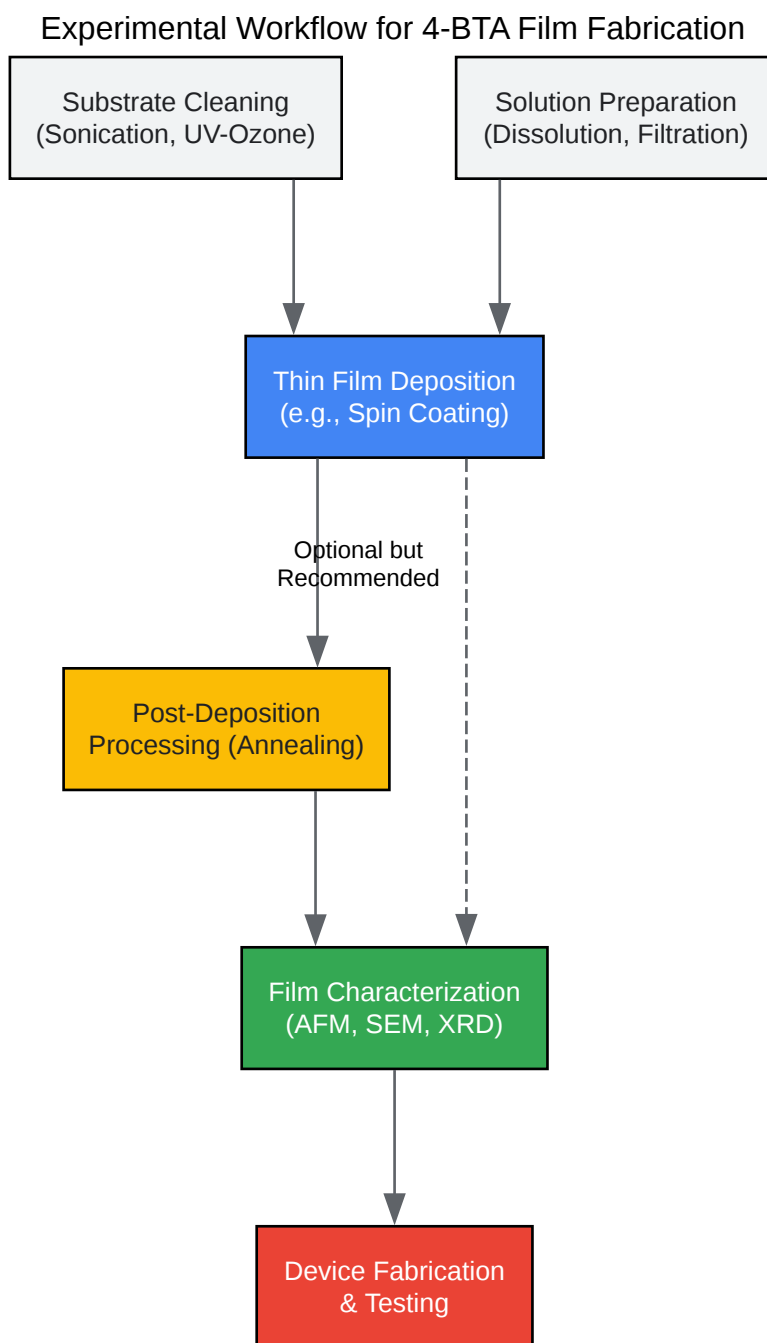 Experimental Workflow for 4-BTA Film Fabrication
Substrate Cleaning
(Sonication, UV-Ozone)
Solution Preparation
(Dissolution, Filtration)
Thin Film Deposition
(e.g., Spin Coating)
Optional but
Recommended
Post-Deposition
Processing (Annealing)
Film Characterization
(AFM, SEM, XRD)
Device Fabrication
& Testing